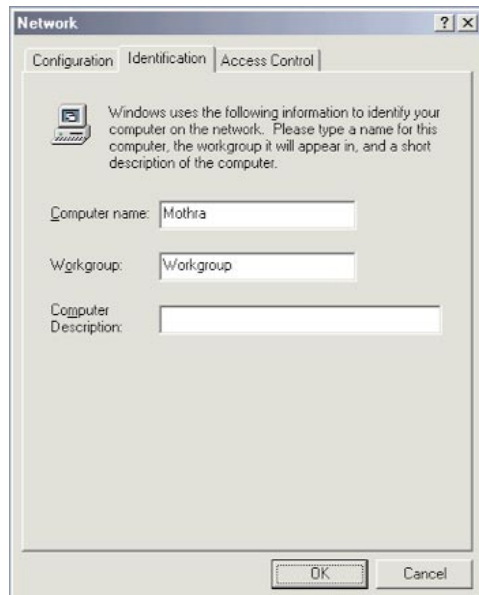 Network
Configuration Identification Access Control
Windows uses the following information to identify your
computer on the network. Please type a name for this
computer, the workgroup it will appear in, and a short
description of the computer.
Computer name: Mothra
Workgroup: Workgroup
Computer
Description:
OK Cancel